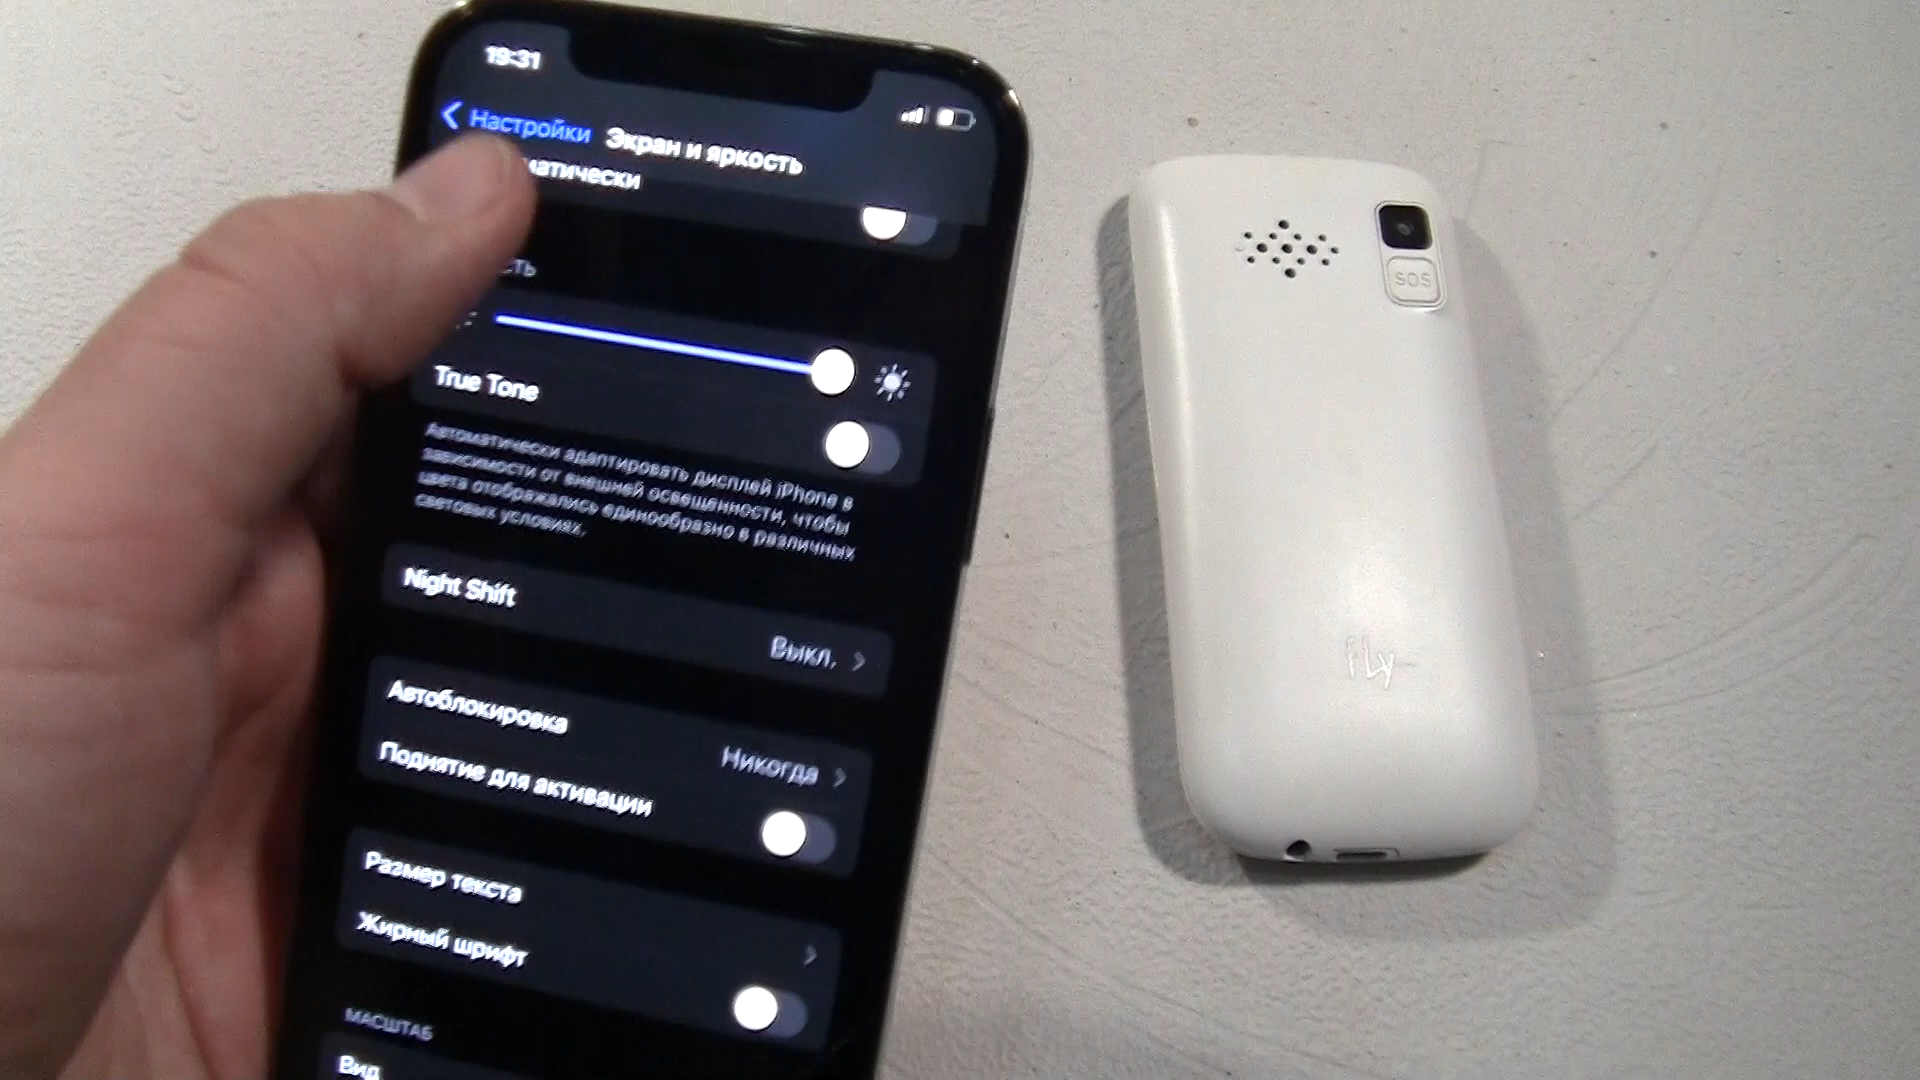 19:31
Настройки Экран и яркость
True Tone
Автоматически адаптировать дисплей iPhone в
зависимости от внешней освещенности, чтобы
цвета отображались единообразно в различных
световых условиях.
Night Shift
Выкл.
Автоблокировка
Никогда
Поднятие для активации
Размер текста
Жирный шрифт
МАСШТАБ
Вид
SOS
FLy